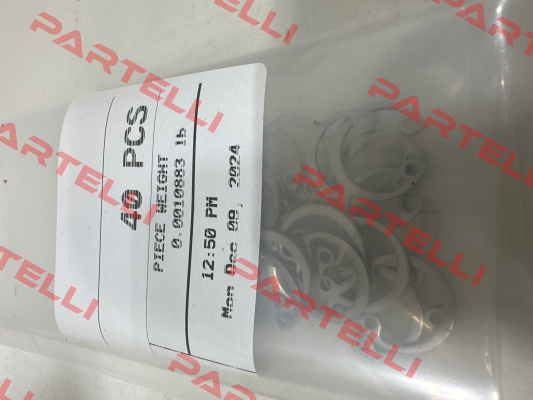 40 PCS
PIECE WEIGHT
0.0010883 lb
12:50 PM
Mon Dec 09, 2024
PARTELLI
PARTELLI
PARTELLI
PARTELLI
PARTELLI
PARTELLI